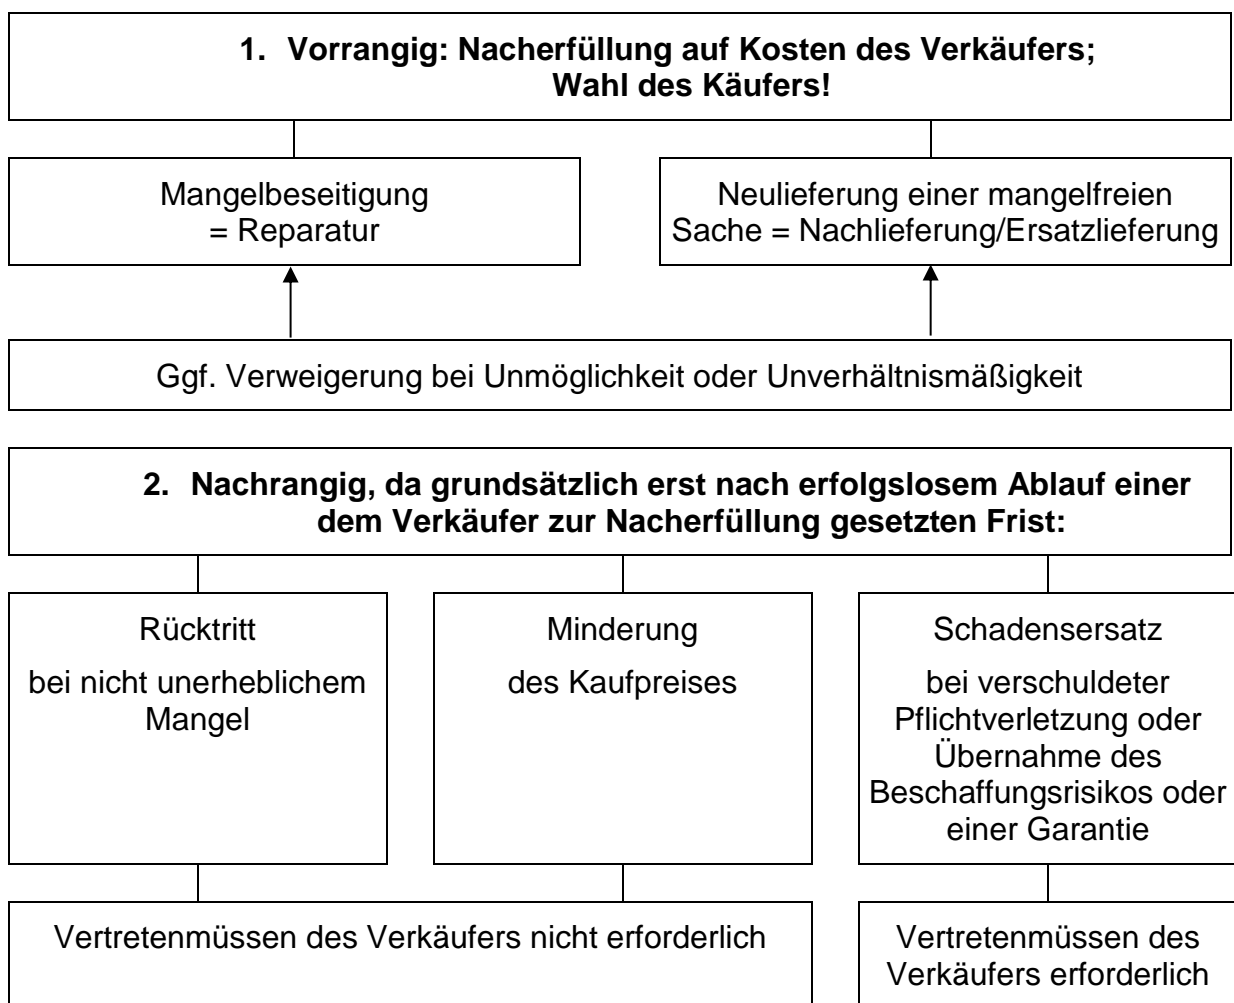 1. Vorrangig: Nacherfüllung auf Kosten des Verkäufers;
Wahl des Käufers!
Mangelbeseitigung
= Reparatur
Neulieferung einer mangelfreien
Sache = Nachlieferung/Ersatzlieferung
Ggf. Verweigerung bei Unmöglichkeit oder Unverhältnismäßigkeit
2. Nachrangig, da grundsätzlich erst nach erfolgslosem Ablauf einer
dem Verkäufer zur Nacherfüllung gesetzten Frist:
Rücktritt
bei nicht unerheblichem
Mangel
Minderung
des Kaufpreises
Schadensersatz
bei verschuldeter
Pflichtverletzung oder
Übernahme des
Beschaffungsrisikos oder
einer Garantie
Vertretenmüssen des Verkäufers nicht erforderlich
Vertretenmüssen des
Verkäufers erforderlich